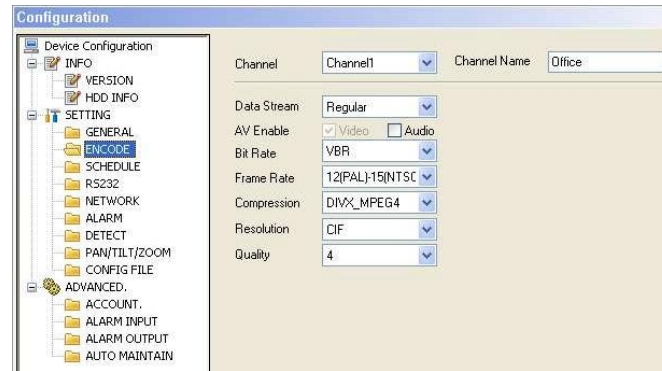 Configuration
Device Configuration
INFO
VERSION
HDD INFO
SETTING
GENERAL
ENCODE
SCHEDULE
RS232
NETWORK
ALARM
DETECT
PAN/TILT/ZOOM
CONFIG FILE
ADVANCED.
ACCOUNT.
ALARM INPUT
ALARM OUTPUT
AUTO MAINTAIN
Channel Channel1 Channel Name Office
Data Stream Regular
AV Enable Video Audio
Bit Rate VBR
Frame Rate 12(PAL)-15(NTSC
Compression DIVX_MPEG4
Resolution CIF
Quality 4